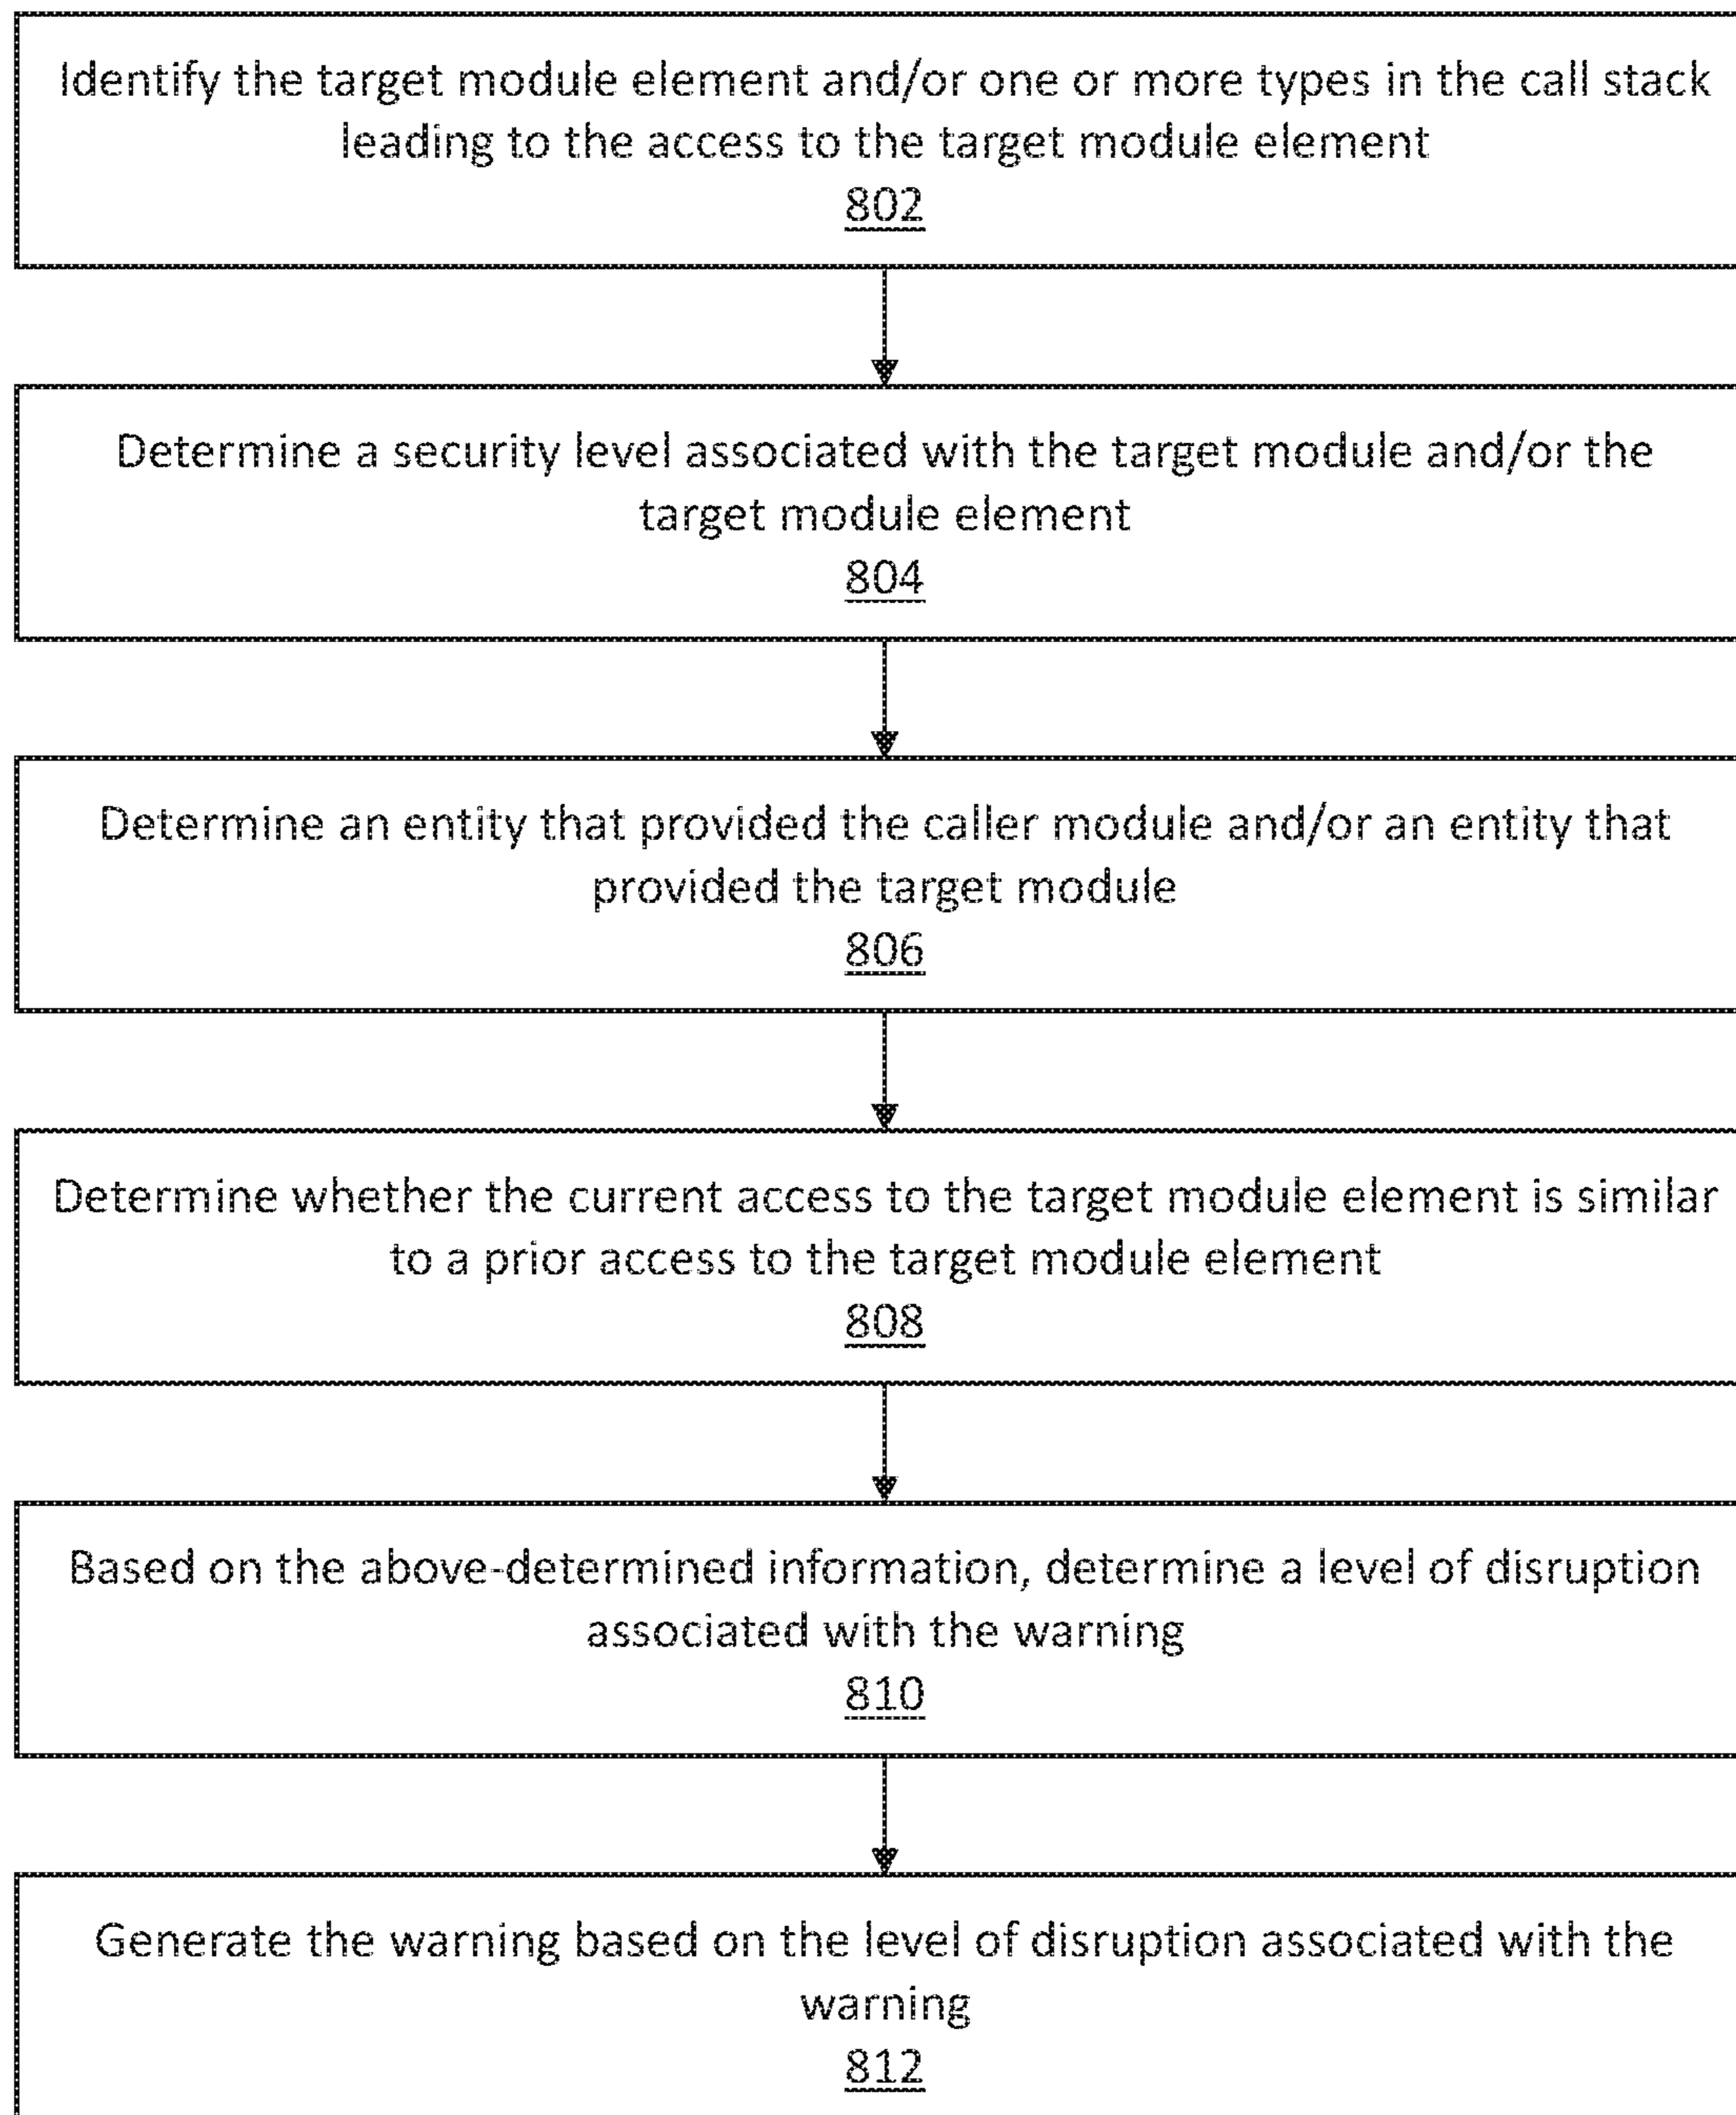 Identify the target module element and/or one or more types in the call stack
leading to the access to the target module element
802
Determine a security level associated with the target module and/or the
target module element
804
Determine an entity that provided the caller module and/or an entity that
provided the target module
806
Determine whether the current access to the target module element is similar
to a prior access to the target module element
808
Based on the above-determined information, determine a level of disruption
associated with the warning
810
Generate the warning based on the level of disruption associated with the
warning
812